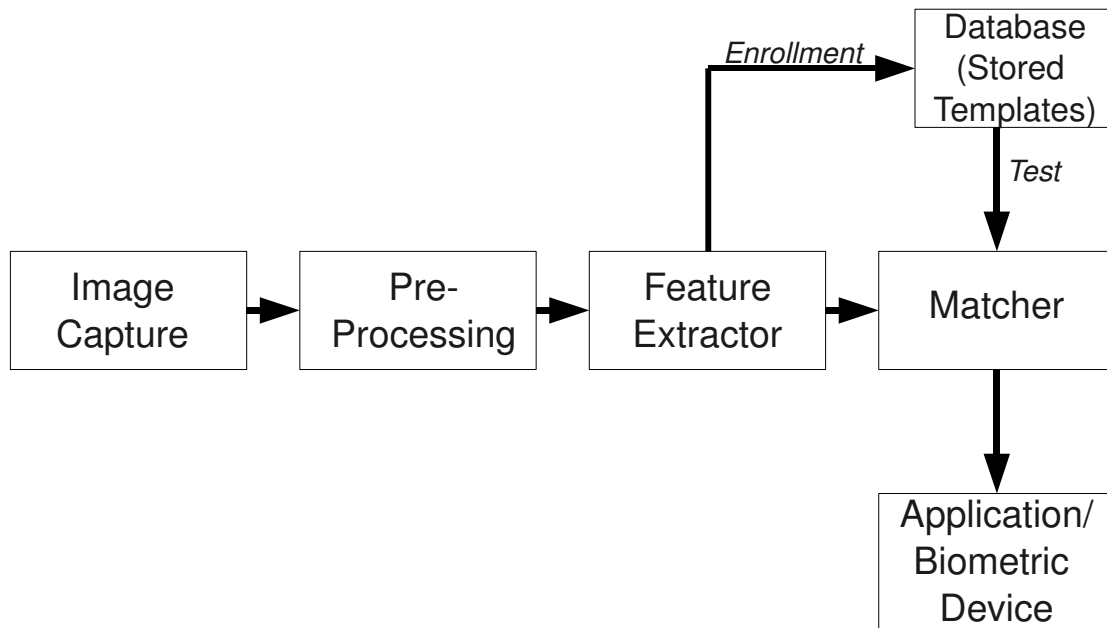 Database
(Stored
Templates)
Enrollment
Test
Image
Capture
Pre-
Processing
Feature
Extractor
Matcher
Application/
Biometric
Device